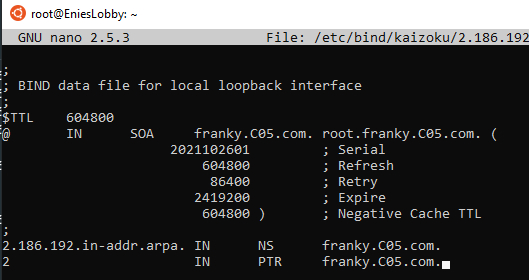 root@EniesLobby: ~
GNU nano 2.5.3 File: /etc/bind/kaizoku/2.186.192
;
; BIND data file for local loopback interface
;
$TTL 604800
@ IN SOA franky.C05.com. root.franky.C05.com. (
2021102601 ; Serial
604800 ; Refresh
86400 ; Retry
2419200 ; Expire
604800 ) ; Negative Cache TTL
;
2.186.192.in-addr.arpa. IN NS franky.C05.com.
2 IN PTR franky.C05.com.